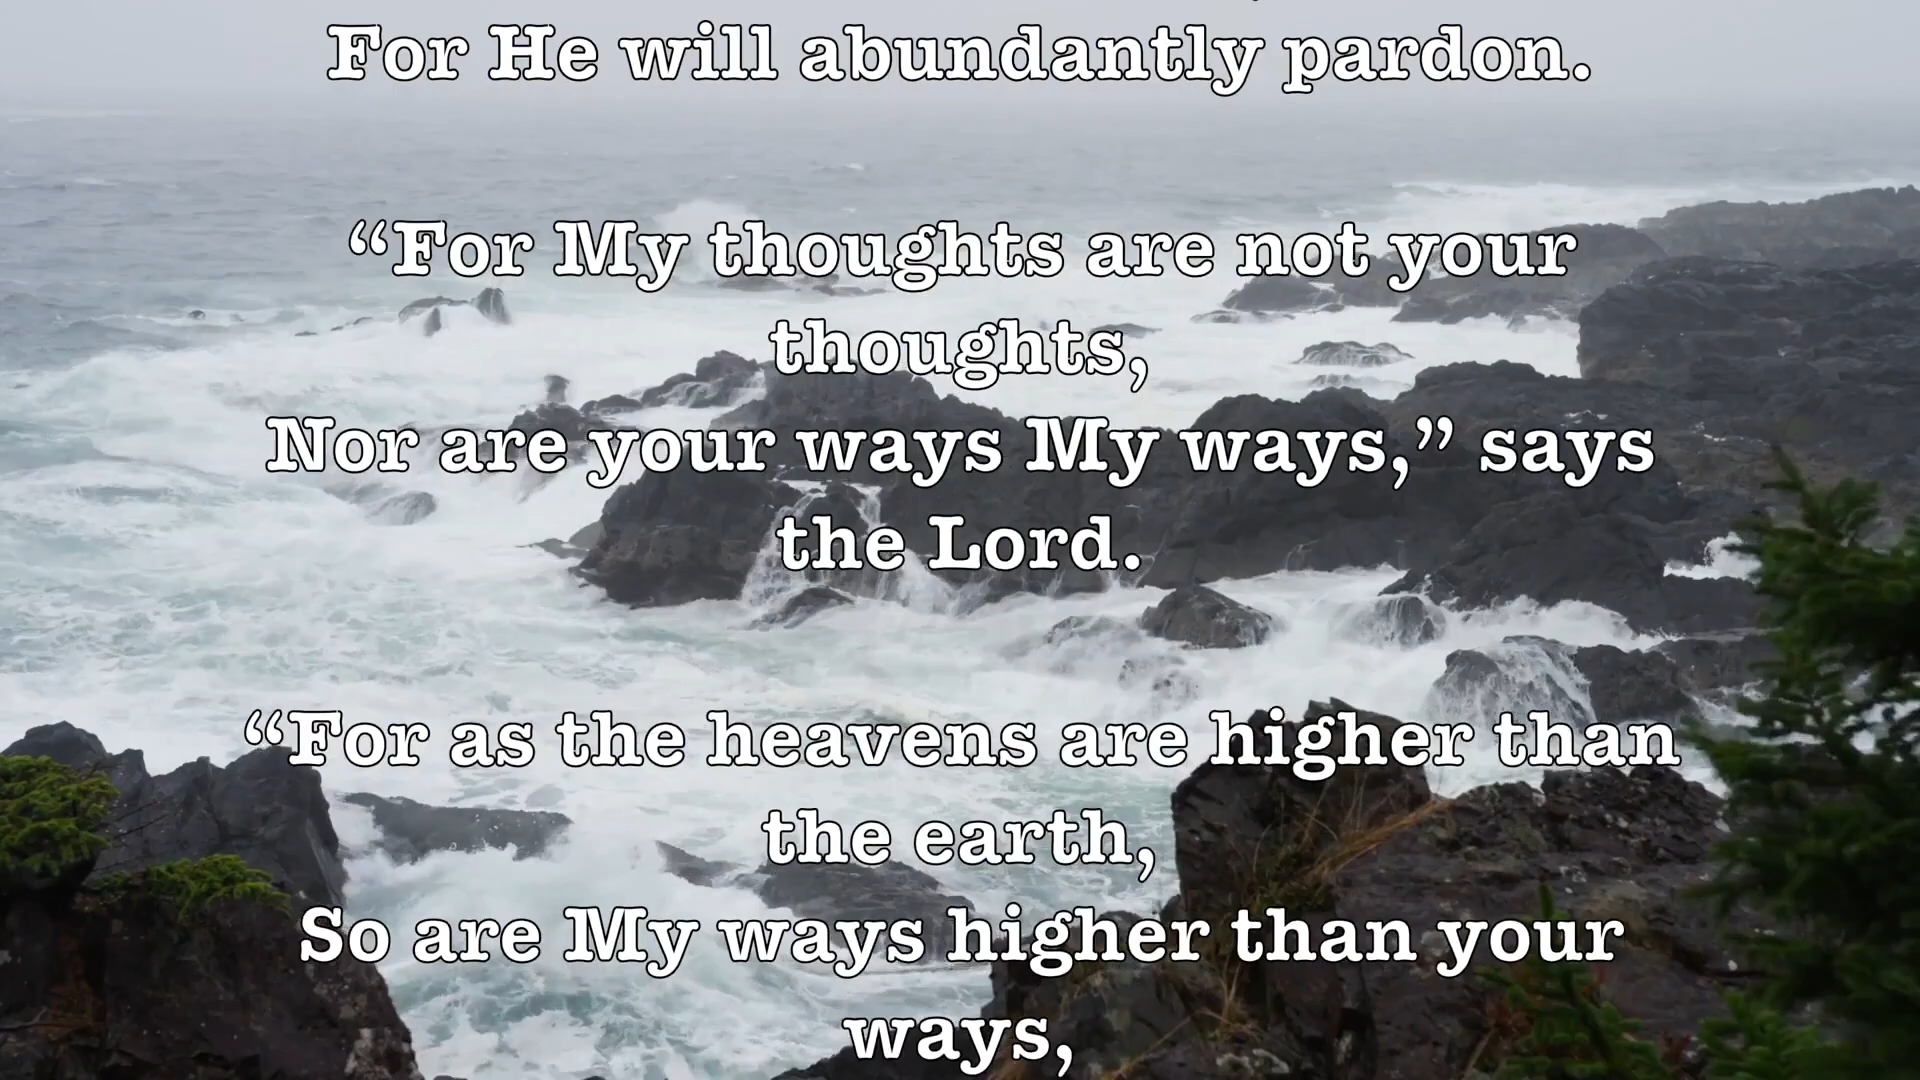 For He will abundantly pardon.
“For My thoughts are not your
thoughts,
Nor are your ways My ways,” says
the Lord.
“For as the heavens are higher than
the earth,
So are My ways higher than your
ways,